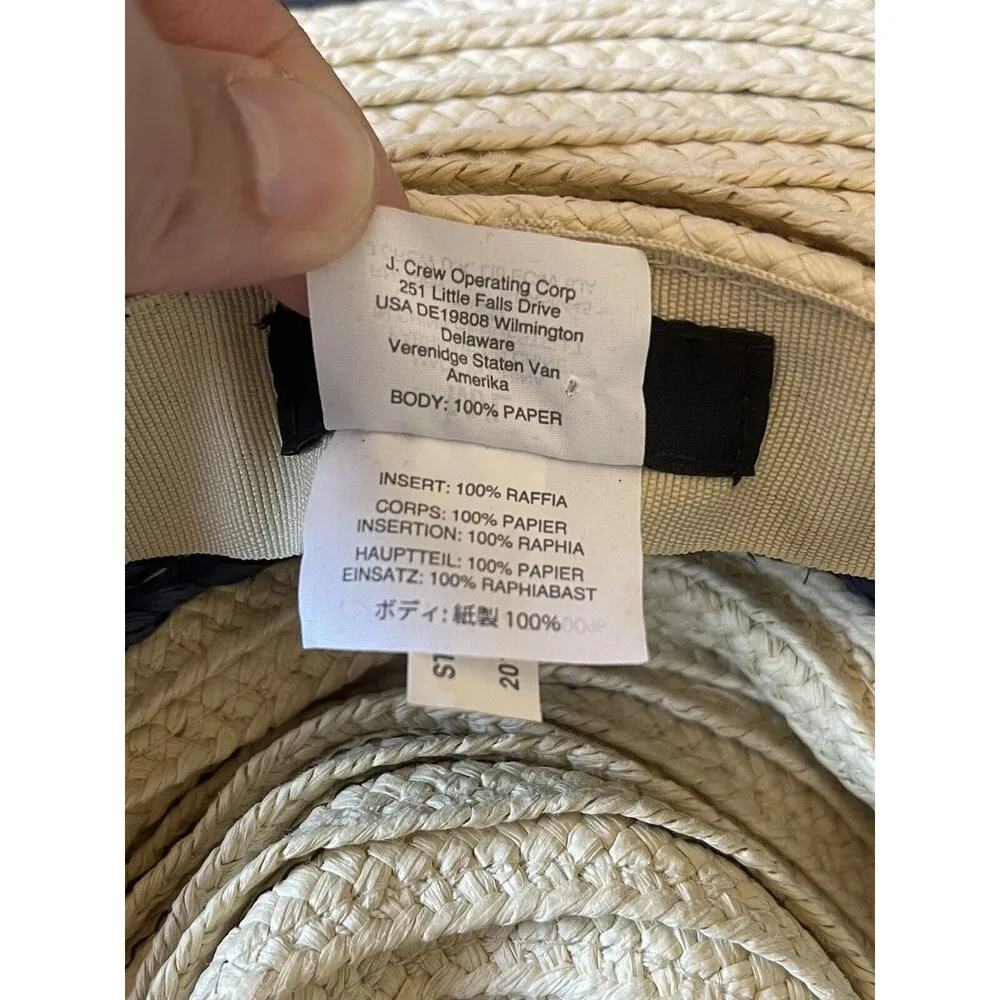 J. Crew Operating Corp
251 Little Falls Drive
USA DE19808 Wilmington
Delaware
Verenidge Staten Van
Amerika
BODY: 100% PAPER
INSERT: 100% RAFFIA
CORPS: 100% PAPIER
INSERTION: 100% RAPHIA
HAUPTTEIL: 100% PAPIER
EINSATZ: 100% RAPHIABAST
ボディ: 紙製 100%
ST
20